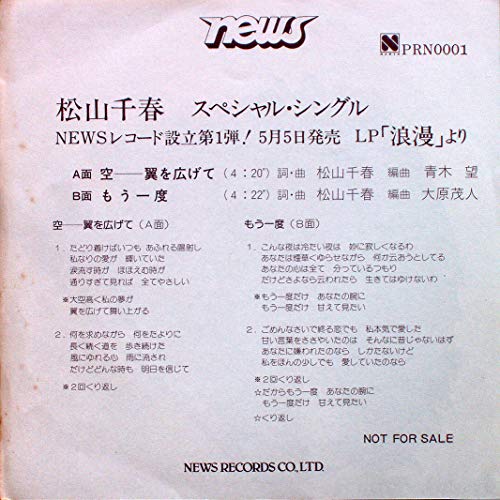 news
N NEWS PRN0001
松山千春 スペシャル・シングル
NEWSレコード設立第1弾! 5月5日発売 LP「浪漫」より
A面 空──翼を広げて (4:20") 詞・曲 松山千春 編曲 青木 望
B面 もう一度 (4:22") 詞・曲 松山千春 編曲 大原茂人
空──翼を広げて (A面)
1. たどり着けばいつも あふれる陽射し
私なりの愛が 輝いていた
涙流す時が ほほえむ時が
通りすぎて見れば 全てやさしい
※大空高く私の夢が
翼を広げて舞い上がる
2. 何を求めながら 何をたよりに
長く続く道を 歩き続けた
風にゆれる心 雨に流され
だけどどんな時も 明日を信じて
※2回くり返し
もう一度 (B面)
1. こんな夜は冷たい夜は 妙に寂しくなるわ
あなたは煙草くゆらせながら 何か云おうとしてる
あなたの心は全て 分っているつもり
だけどさよなら云われたら 生きてはゆけないわ
※もう一度だけ あなたの腕に
もう一度だけ 甘えて見たい
2. ごめんなさいで終る恋でも 私本気で愛した
甘い言葉をささやいたのは そんなに昔じゃないはず
あなたに嫌われたのなら しかたないけど
私をほんの少しでも 愛していたのなら
※2回くり返し
☆だからもう一度 あなたの腕に
もう一度だけ 甘えて見たい
☆くり返し
NOT FOR SALE
NEWS RECORDS CO., LTD.